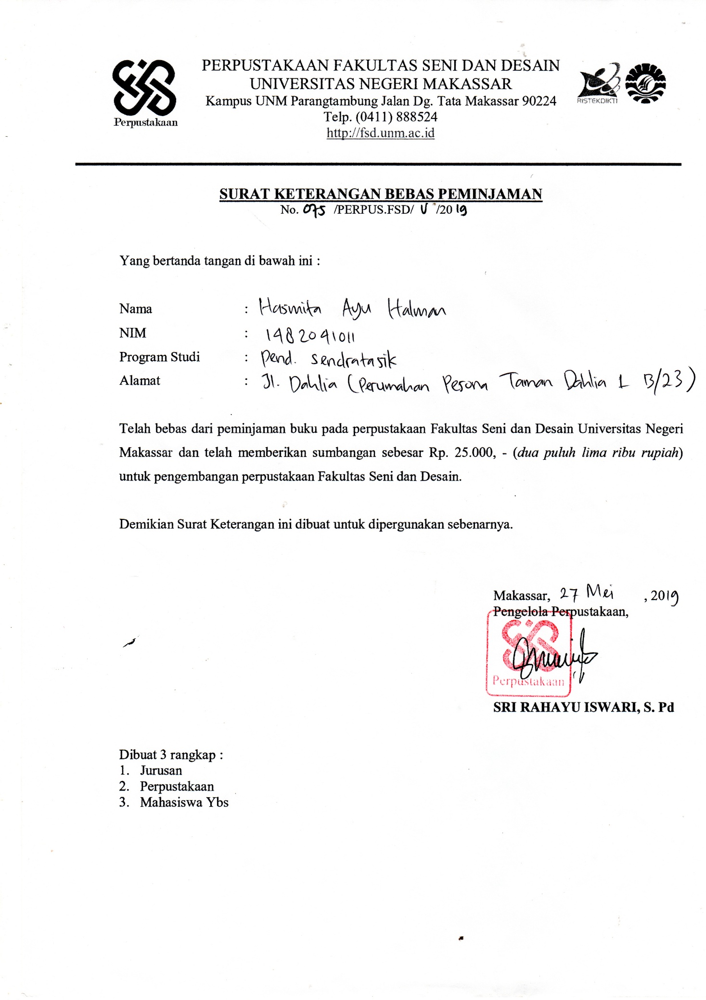 PERPUSTAKAAN FAKULTAS SENI DAN DESAIN
UNIVERSITAS NEGERI MAKASSAR
Kampus UNM Parangtambung Jalan Dg. Tata Makassar 90224
Telp. (0411) 888524
http://fsd.unm.ac.id
Perpustakaan
RISTEKDIKTI
SURAT KETERANGAN BEBAS PEMINJAMAN
No. 075 /PERPUS.FSD/ V /2019
Yang bertanda tangan di bawah ini :
Nama : Hasmita Ayu Halman
NIM : 1482041011
Program Studi : Pend. Sendratasik
Alamat : Jl. Dahlia (Perumahan Pesona Taman Dahlia 1 B/23)
Telah bebas dari peminjaman buku pada perpustakaan Fakultas Seni dan Desain Universitas Negeri
Makassar dan telah memberikan sumbangan sebesar Rp. 25.000, - (dua puluh lima ribu rupiah)
untuk pengembangan perpustakaan Fakultas Seni dan Desain.
Demikian Surat Keterangan ini dibuat untuk dipergunakan sebenarnya.
Makassar, 27 Mei , 2019
Pengelola Perpustakaan,
Perpustakaan
SRI RAHAYU ISWARI, S. Pd
Dibuat 3 rangkap :
1. Jurusan
2. Perpustakaan
3. Mahasiswa Ybs